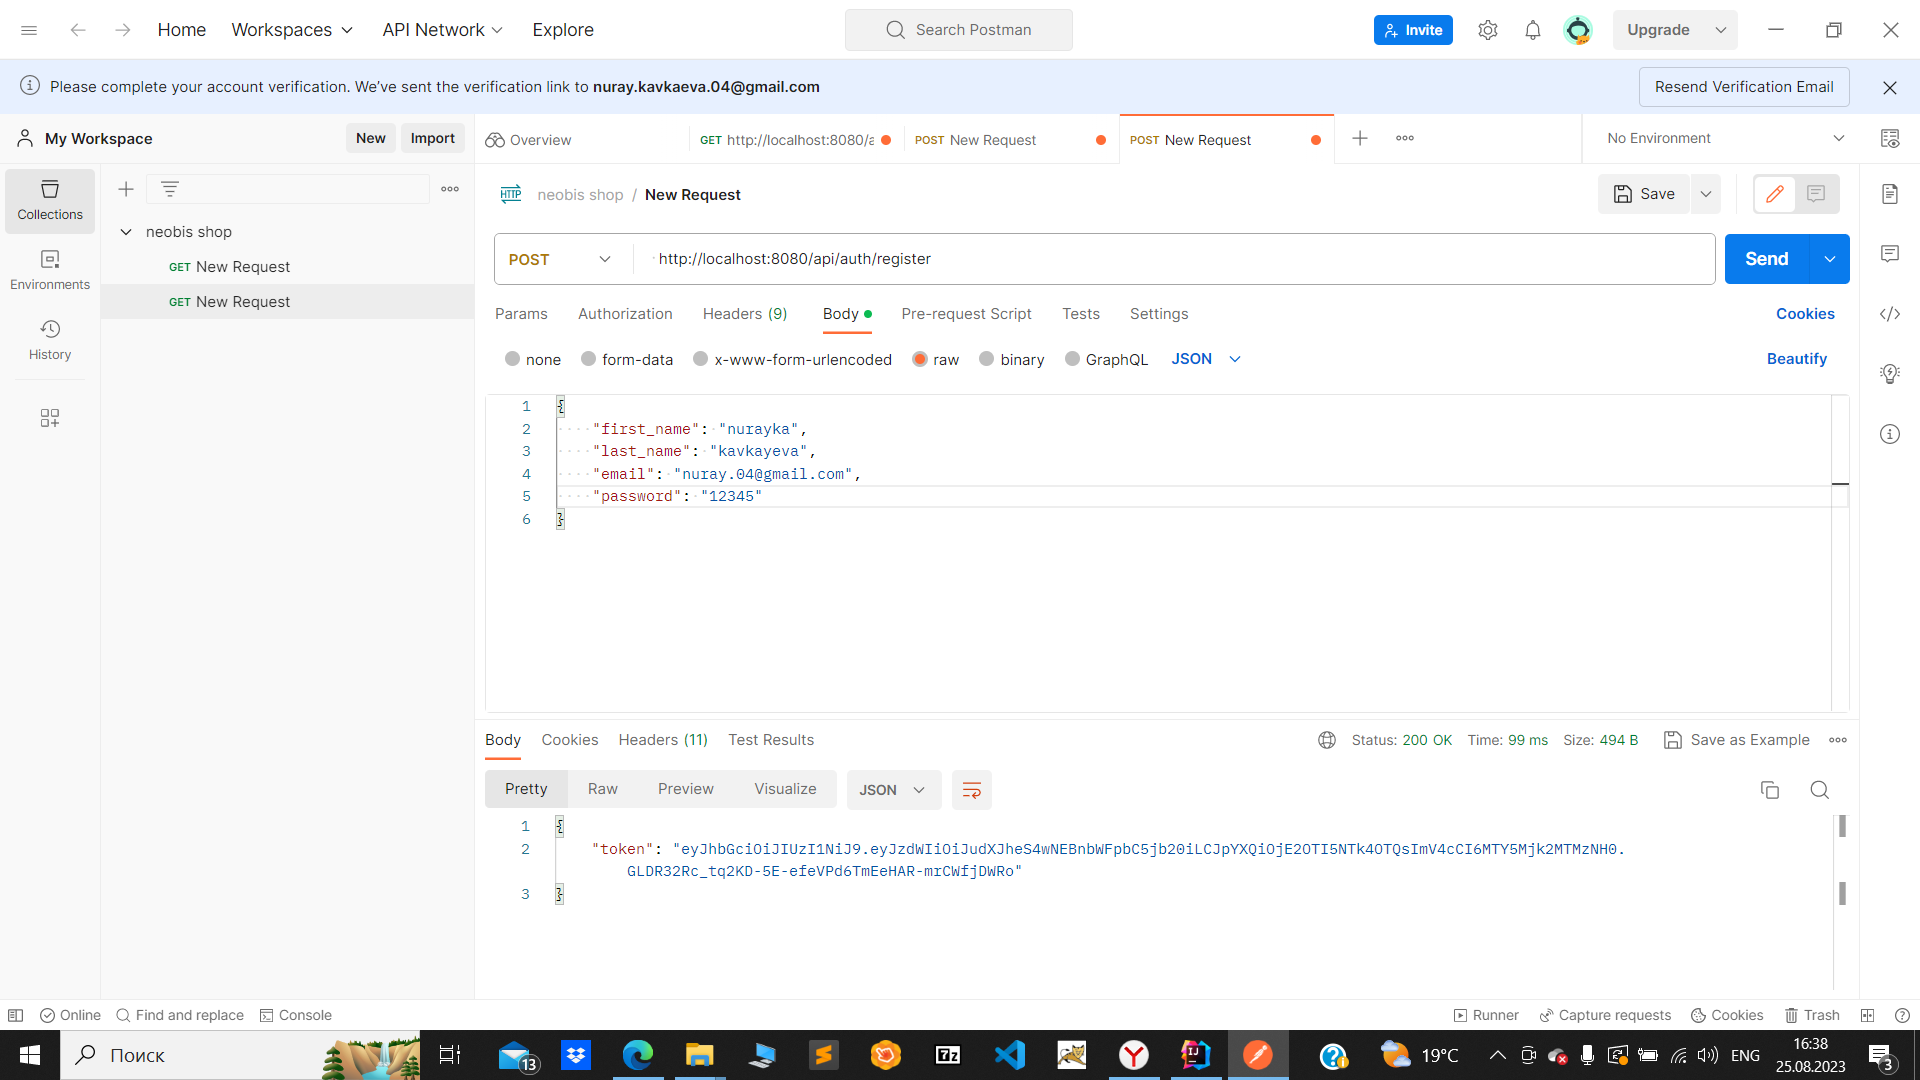 Home
Workspaces
API Network
Explore
Search Postman
Invite
Upgrade
Please complete your account verification. We've sent the verification link to nuray.kavkaeva.04@gmail.com
Resend Verification Email
My Workspace
New
Import
Overview
GET http://localhost:8080/a
POST New Request
POST New Request
No Environment
Collections
Environments
History
neobis shop
GET New Request
GET New Request
HTTP
neobis shop / New Request
Save
POST
http://localhost:8080/api/auth/register
Send
Params
Authorization
Headers (9)
Body
Pre-request Script
Tests
Settings
Cookies
none
form-data
x-www-form-urlencoded
raw
binary
GraphQL
JSON
Beautify
1 {
2 "first_name": "nurayka",
3 "last_name": "kavkayeva",
4 "email": "nuray.04@gmail.com",
5 "password": "12345"
6 }
Body
Cookies
Headers (11)
Test Results
Status: 200 OK
Time: 99 ms
Size: 494 B
Save as Example
Pretty
Raw
Preview
Visualize
JSON
1 {
2 "token": "eyJhbGciOiJIUzI1NiJ9.eyJzdWIiOiJudXJheS4wNEBnbWFpbC5jb20iLCJpYXQiOjE2OTI5NTk4OTQsImV4cCI6MTY5Mjk2MTMzNH0.
GLDR32Rc_tq2KD-5E-efeVPd6TmEeHAR-mrCWfjDWRo"
3 }
Online
Find and replace
Console
Runner
Capture requests
Cookies
Trash
Поиск
13
7z
Y
IJ
19°C
ENG
16:38
25.08.2023
3